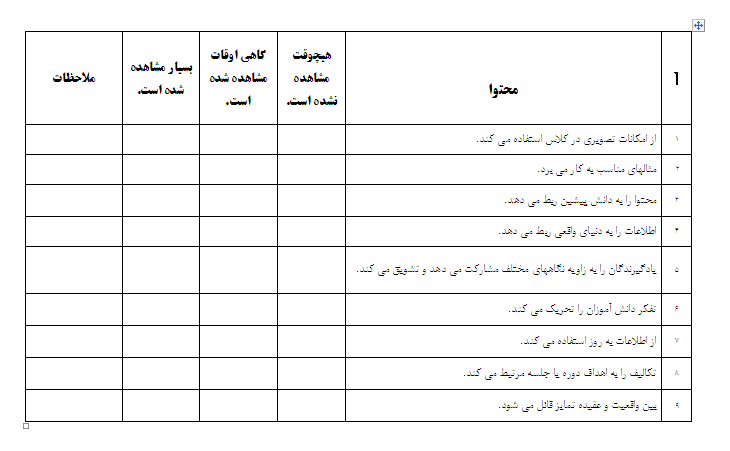 1 محتوا هیچوقت مشاهده نشده است. گاهی اوقات مشاهده شده است. بسیار مشاهده شده است. ملاحظات
۱ از امکانات تصویری در کلاس استفاده می کند.
۲ مثالهای مناسب به کار می برد.
۳ محتوا را به دانش پیشین ربط می دهد.
۴ اطلاعات را به دنیای واقعی ربط می دهد.
۵ یادگیرندگان را به زاویه نگاههای مختلف مشارکت می دهد و تشویق می کند.
۶ تفکر دانش آموزان را تحریک می کند.
۷ از اطلاعات به روز استفاده می کند.
۸ تکالیف را به اهداف دوره یا جلسه مرتبط می کند.
۹ بین واقعیت و عقیده تمایز قائل می شود.